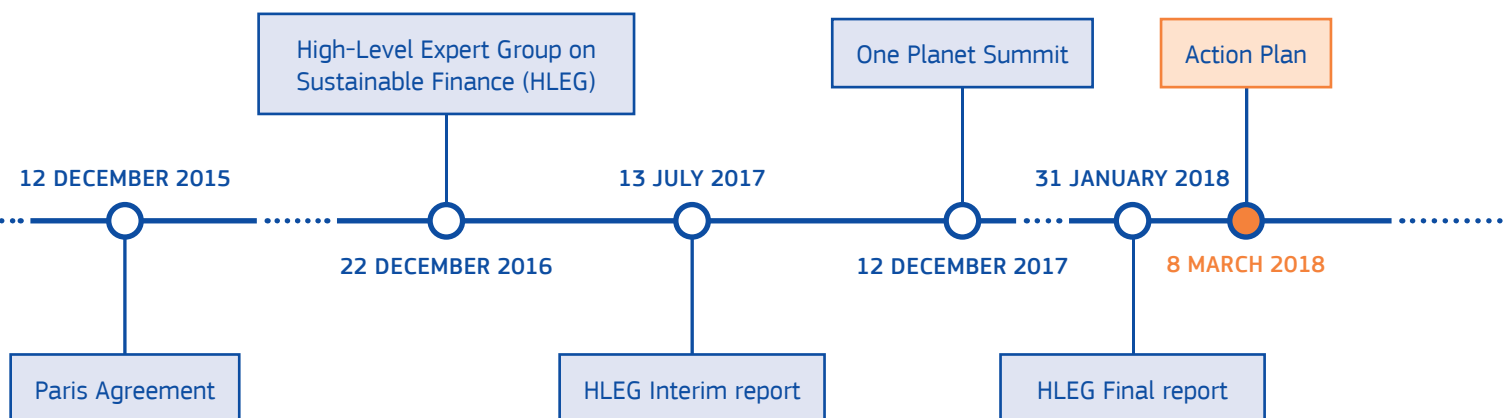 High-Level Expert Group on
Sustainable Finance (HLEG)
One Planet Summit
Action Plan
12 DECEMBER 2015
13 JULY 2017
31 JANUARY 2018
22 DECEMBER 2016
12 DECEMBER 2017
8 MARCH 2018
Paris Agreement
HLEG Interim report
HLEG Final report